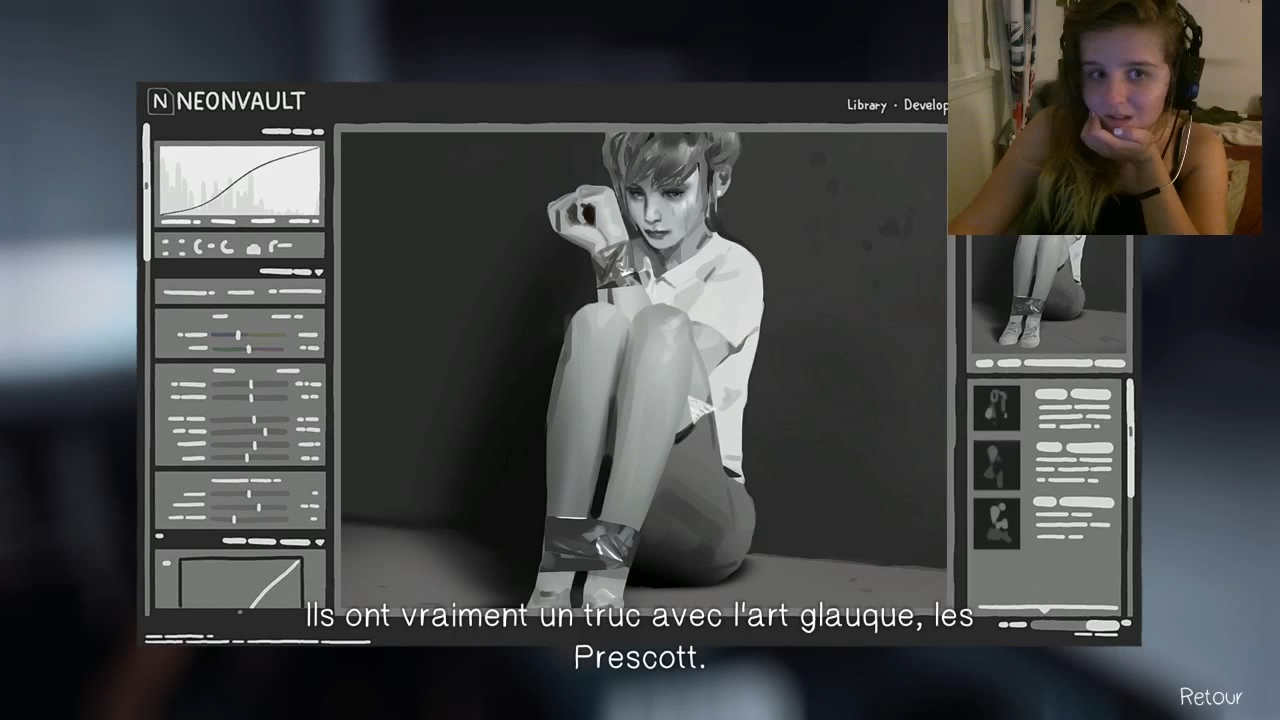 N NEONVAULT
Library · Develop
Ils ont vraiment un truc avec l'art glauque, les
Prescott.
Retour